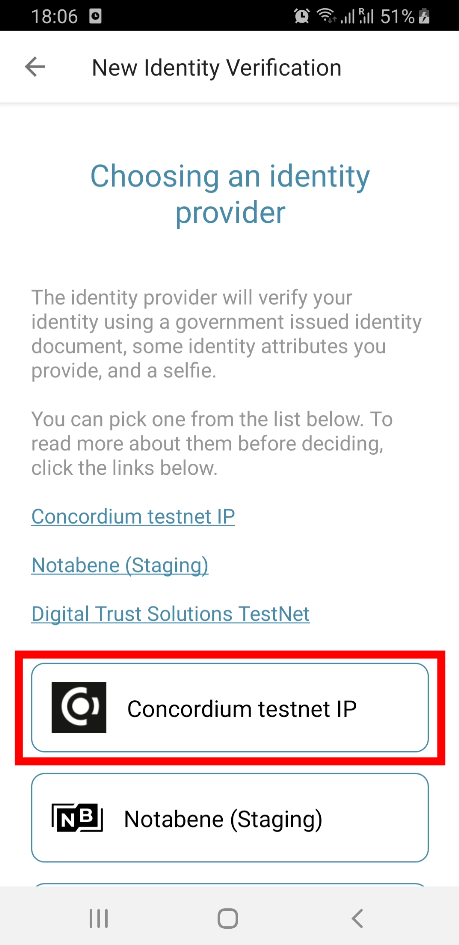 18:06 R 51%
New Identity Verification
Choosing an identity
provider
The identity provider will verify your
identity using a government issued identity
document, some identity attributes you
provide, and a selfie.
You can pick one from the list below. To
read more about them before deciding,
click the links below.
Concordium testnet IP
Notabene (Staging)
Digital Trust Solutions TestNet
Concordium testnet IP
NB Notabene (Staging)